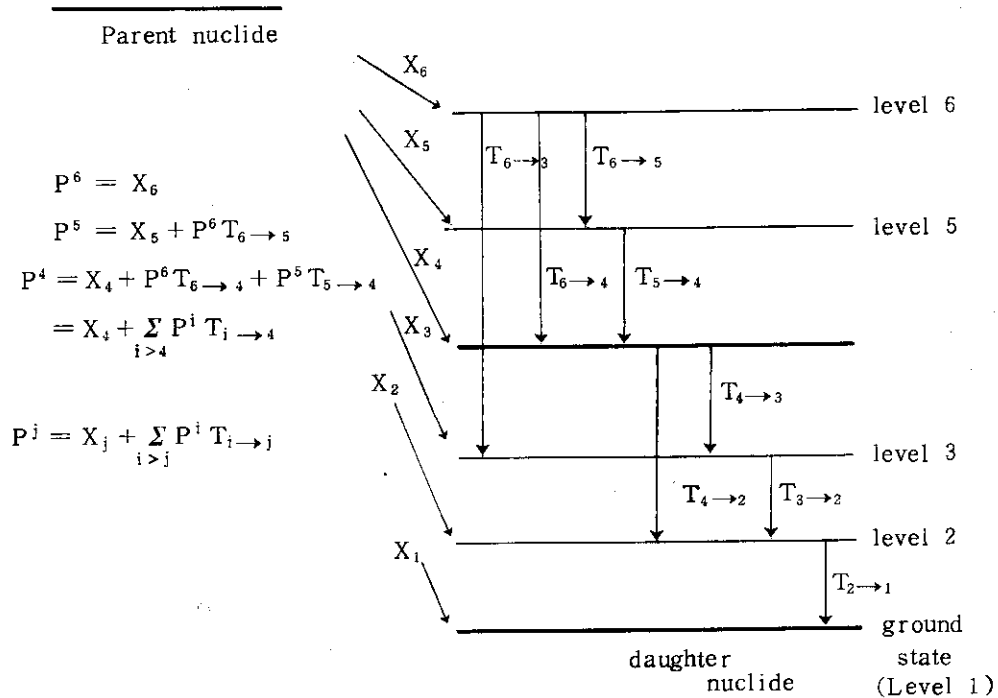 Parent nuclide
X₆
level 6
X₅
T₆→₃
T₆→₅
P⁶ = X₆
P⁵ = X₅ + P⁶ T₆→₅
level 5
X₄
P⁴ = X₄ + P⁶ T₆→₄ + P⁵ T₅→₄
T₆→₄
T₅→₄
= X₄ + Σ Pⁱ Tᵢ→₄
i > 4
X₃
X₂
T₄→₃
Pʲ = Xⱼ + Σ Pⁱ Tᵢ→ⱼ
i > j
level 3
T₄→₂
T₃→₂
level 2
X₁
T₂→₁
ground
state
(Level 1)
daughter
nuclide